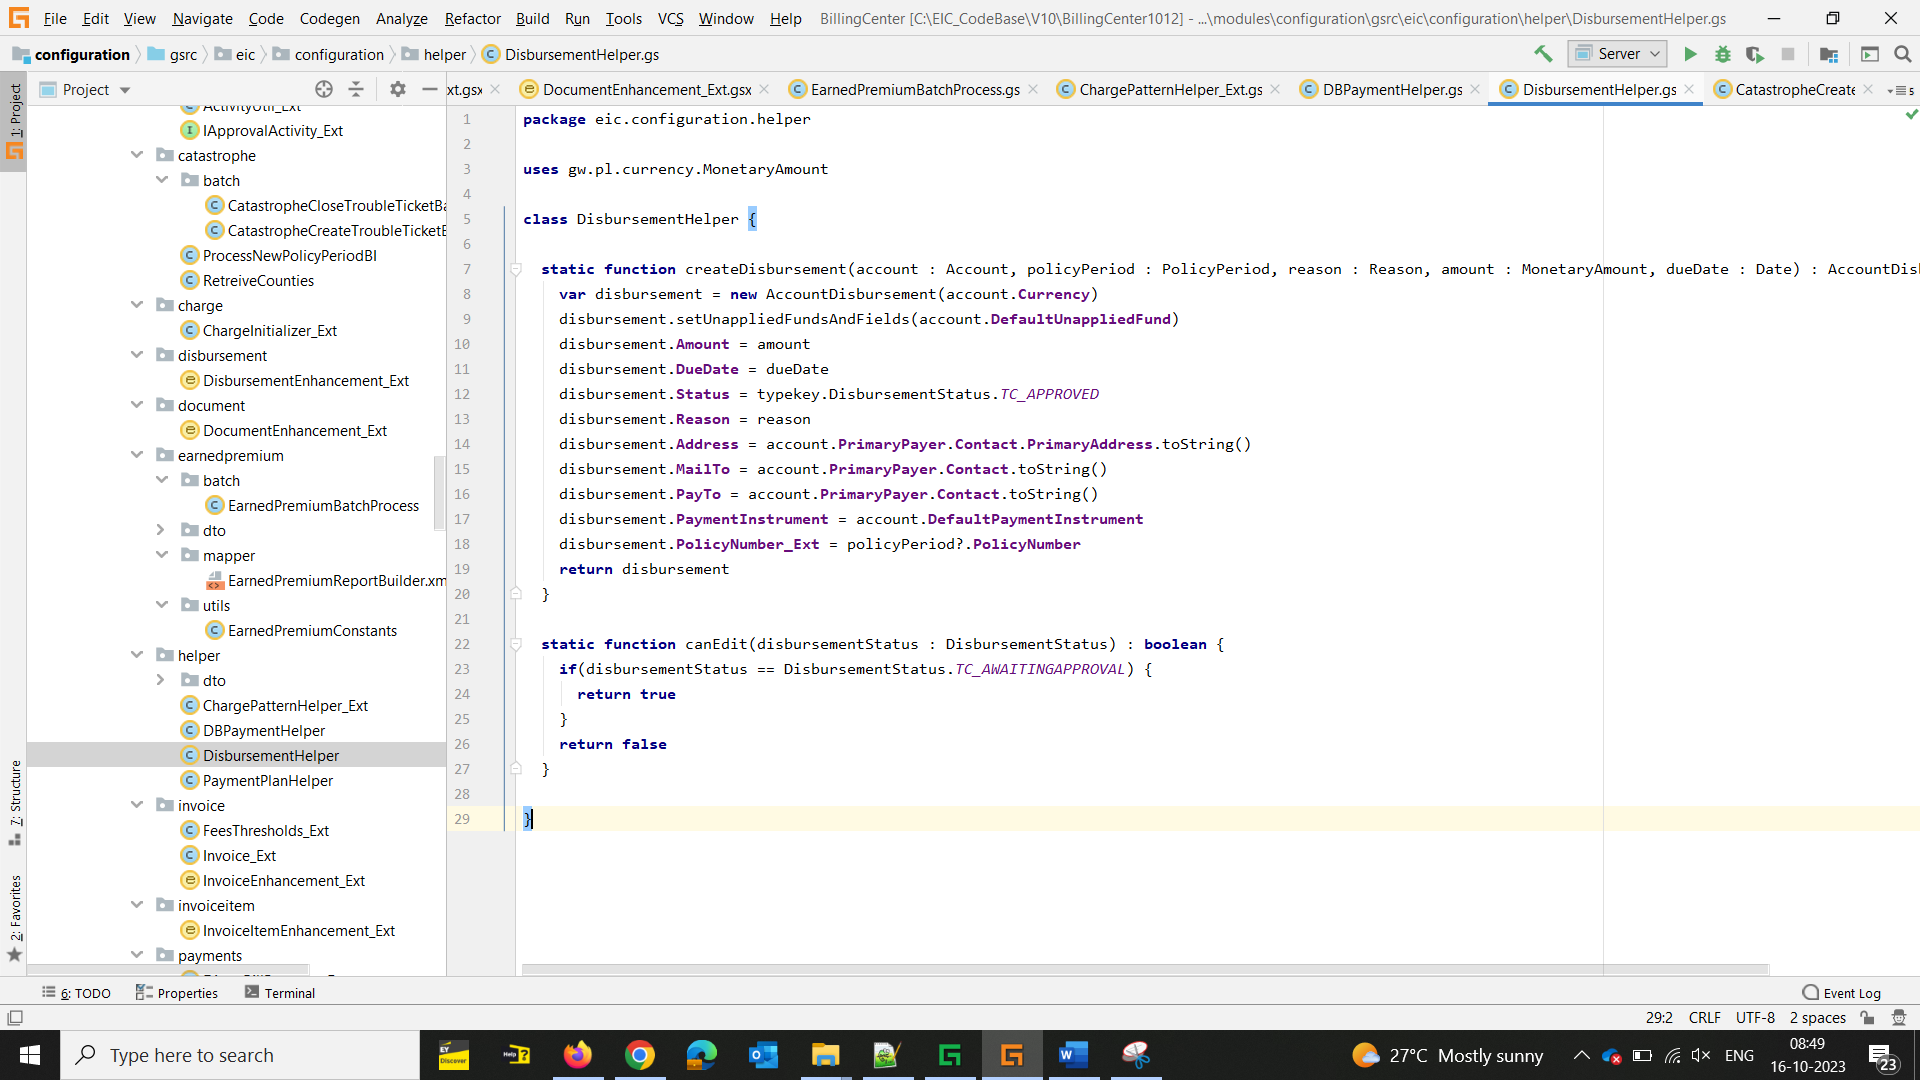 File Edit View Navigate Code Codegen Analyze Refactor Build Run Tools VCS Window Help BillingCenter [C:\EIC_CodeBase\V10\BillingCenter1012] - ...\modules\configuration\gsrc\eic\configuration\helper\DisbursementHelper.gs
configuration gsrc eic configuration helper DisbursementHelper.gs Server
Project xt.gsx DocumentEnhancement_Ext.gsx EarnedPremiumBatchProcess.gs ChargePatternHelper_Ext.gs DBPaymentHelper.gs DisbursementHelper.gs CatastropheCreate 5
1: Project
7: Structure
2: Favorites
ActivityUtil_Ext
IApprovalActivity_Ext
catastrophe
batch
CatastropheCloseTroubleTicketBa
CatastropheCreateTroubleTicketE
ProcessNewPolicyPeriodBI
RetreiveCounties
charge
ChargeInitializer_Ext
disbursement
DisbursementEnhancement_Ext
document
DocumentEnhancement_Ext
earnedpremium
batch
EarnedPremiumBatchProcess
dto
mapper
EarnedPremiumReportBuilder.xm
utils
EarnedPremiumConstants
helper
dto
ChargePatternHelper_Ext
DBPaymentHelper
DisbursementHelper
PaymentPlanHelper
invoice
FeesThresholds_Ext
Invoice_Ext
InvoiceEnhancement_Ext
invoiceitem
InvoiceItemEnhancement_Ext
payments
1 package eic.configuration.helper
2
3 uses gw.pl.currency.MonetaryAmount
4
5 class DisbursementHelper {
6
7 static function createDisbursement(account : Account, policyPeriod : PolicyPeriod, reason : Reason, amount : MonetaryAmount, dueDate : Date) : AccountDisb
8 var disbursement = new AccountDisbursement(account.Currency)
9 disbursement.setUnappliedFundsAndFields(account.DefaultUnappliedFund)
10 disbursement.Amount = amount
11 disbursement.DueDate = dueDate
12 disbursement.Status = typekey.DisbursementStatus.TC_APPROVED
13 disbursement.Reason = reason
14 disbursement.Address = account.PrimaryPayer.Contact.PrimaryAddress.toString()
15 disbursement.MailTo = account.PrimaryPayer.Contact.toString()
16 disbursement.PayTo = account.PrimaryPayer.Contact.toString()
17 disbursement.PaymentInstrument = account.DefaultPaymentInstrument
18 disbursement.PolicyNumber_Ext = policyPeriod?.PolicyNumber
19 return disbursement
20 }
21
22 static function canEdit(disbursementStatus : DisbursementStatus) : boolean {
23 if(disbursementStatus == DisbursementStatus.TC_AWAITINGAPPROVAL) {
24 return true
25 }
26 return false
27 }
28
29 }
6: TODO Properties Terminal Event Log
29:2 CRLF UTF-8 2 spaces
Type here to search EY Discover Help? 27°C Mostly sunny ENG 08:49
16-10-2023 23